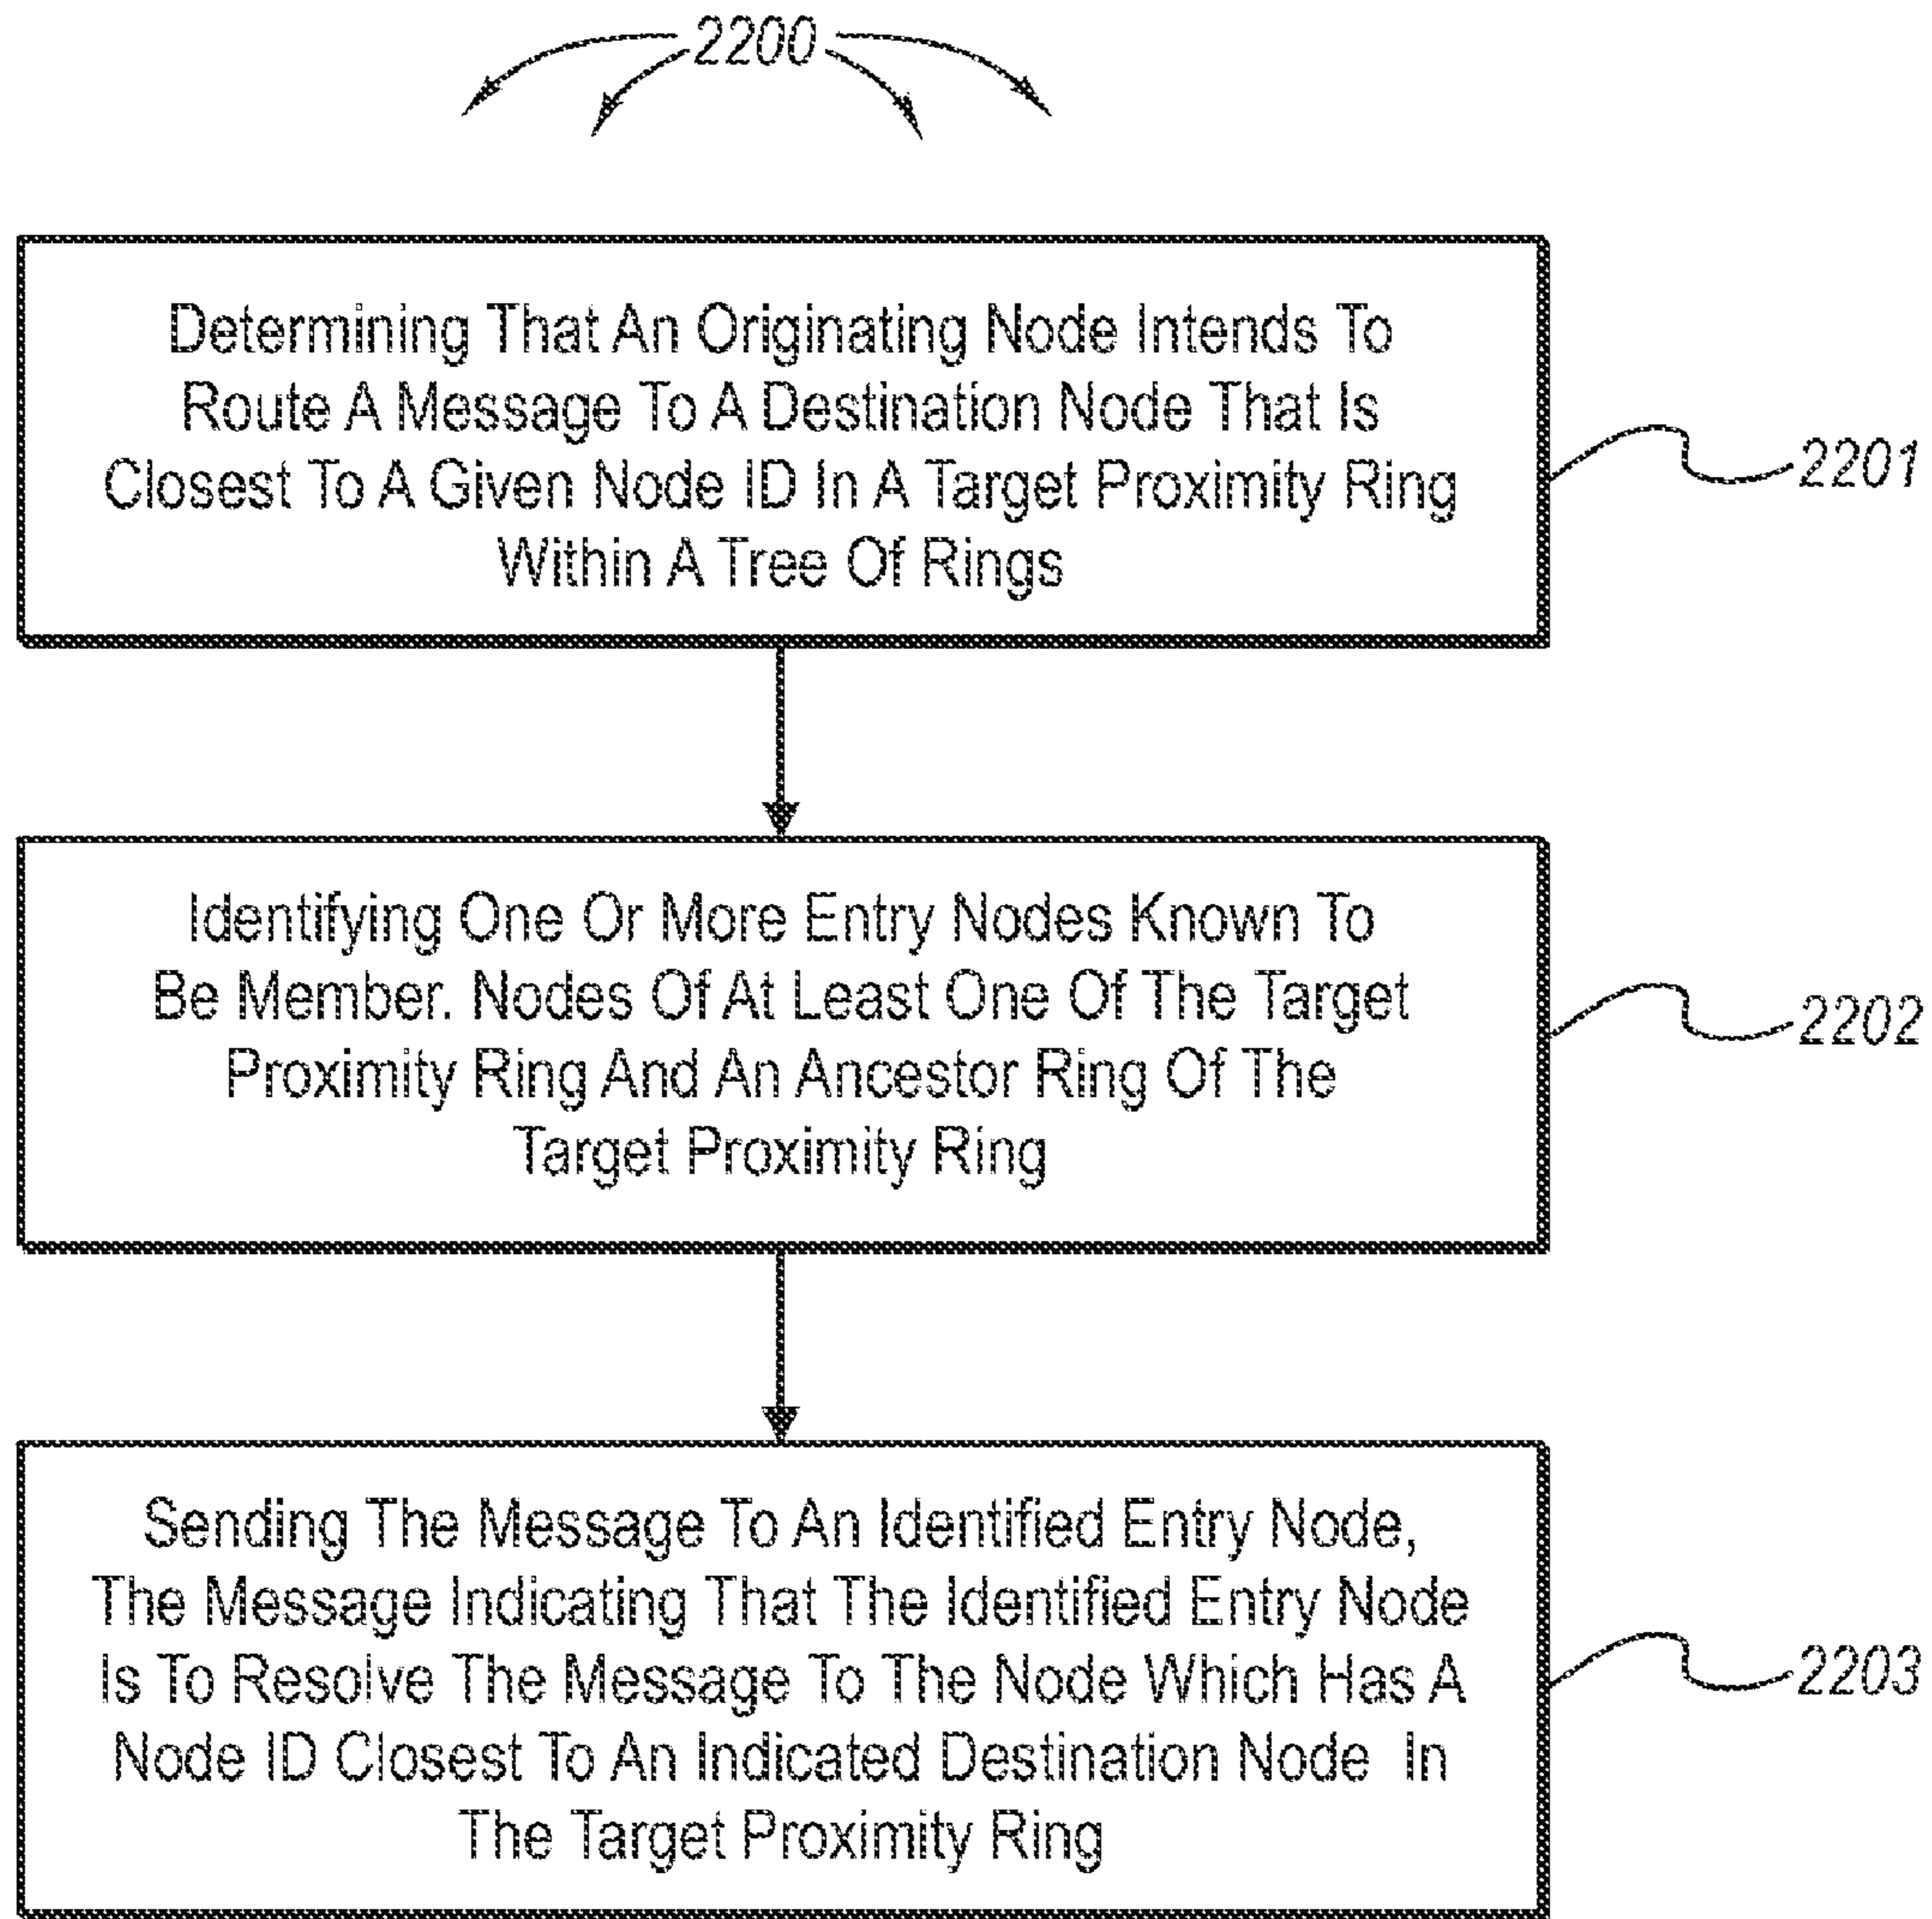 2200
Determining That An Originating Node Intends To
Route A Message To A Destination Node That Is
Closest To A Given Node ID In A Target Proximity Ring
Within A Tree Of Rings
2201
Identifying One Or More Entry Nodes Known To
Be Member. Nodes Of At Least One Of The Target
Proximity Ring And An Ancestor Ring Of The
Target Proximity Ring
2202
Sending The Message To An Identified Entry Node,
The Message Indicating That The Identified Entry Node
Is To Resolve The Message To The Node Which Has A
Node ID Closest To An Indicated Destination Node In
The Target Proximity Ring
2203